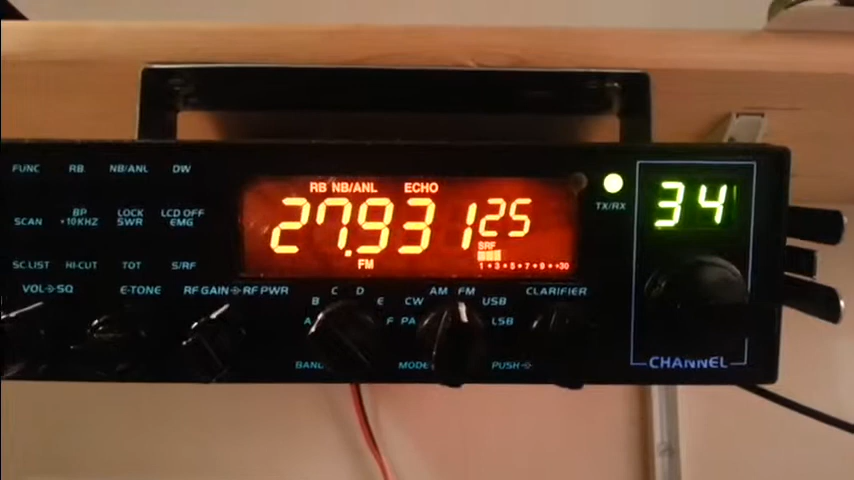 FUNC RB NB/ANL DW
RB NB/ANL ECHO
27.93125
FM
SRF
1•3•5•7•9•+30
TX/RX
34
SCAN BP +10KHZ LOCK SWR LCD OFF EMG
SC.LIST HI-CUT TOT S/RF
VOL SQ E-TONE RF GAIN RF PWR
A B C D E F
BAND
PA CW AM FM USB LSB
MODE
CLARIFIER
PUSH
CHANNEL